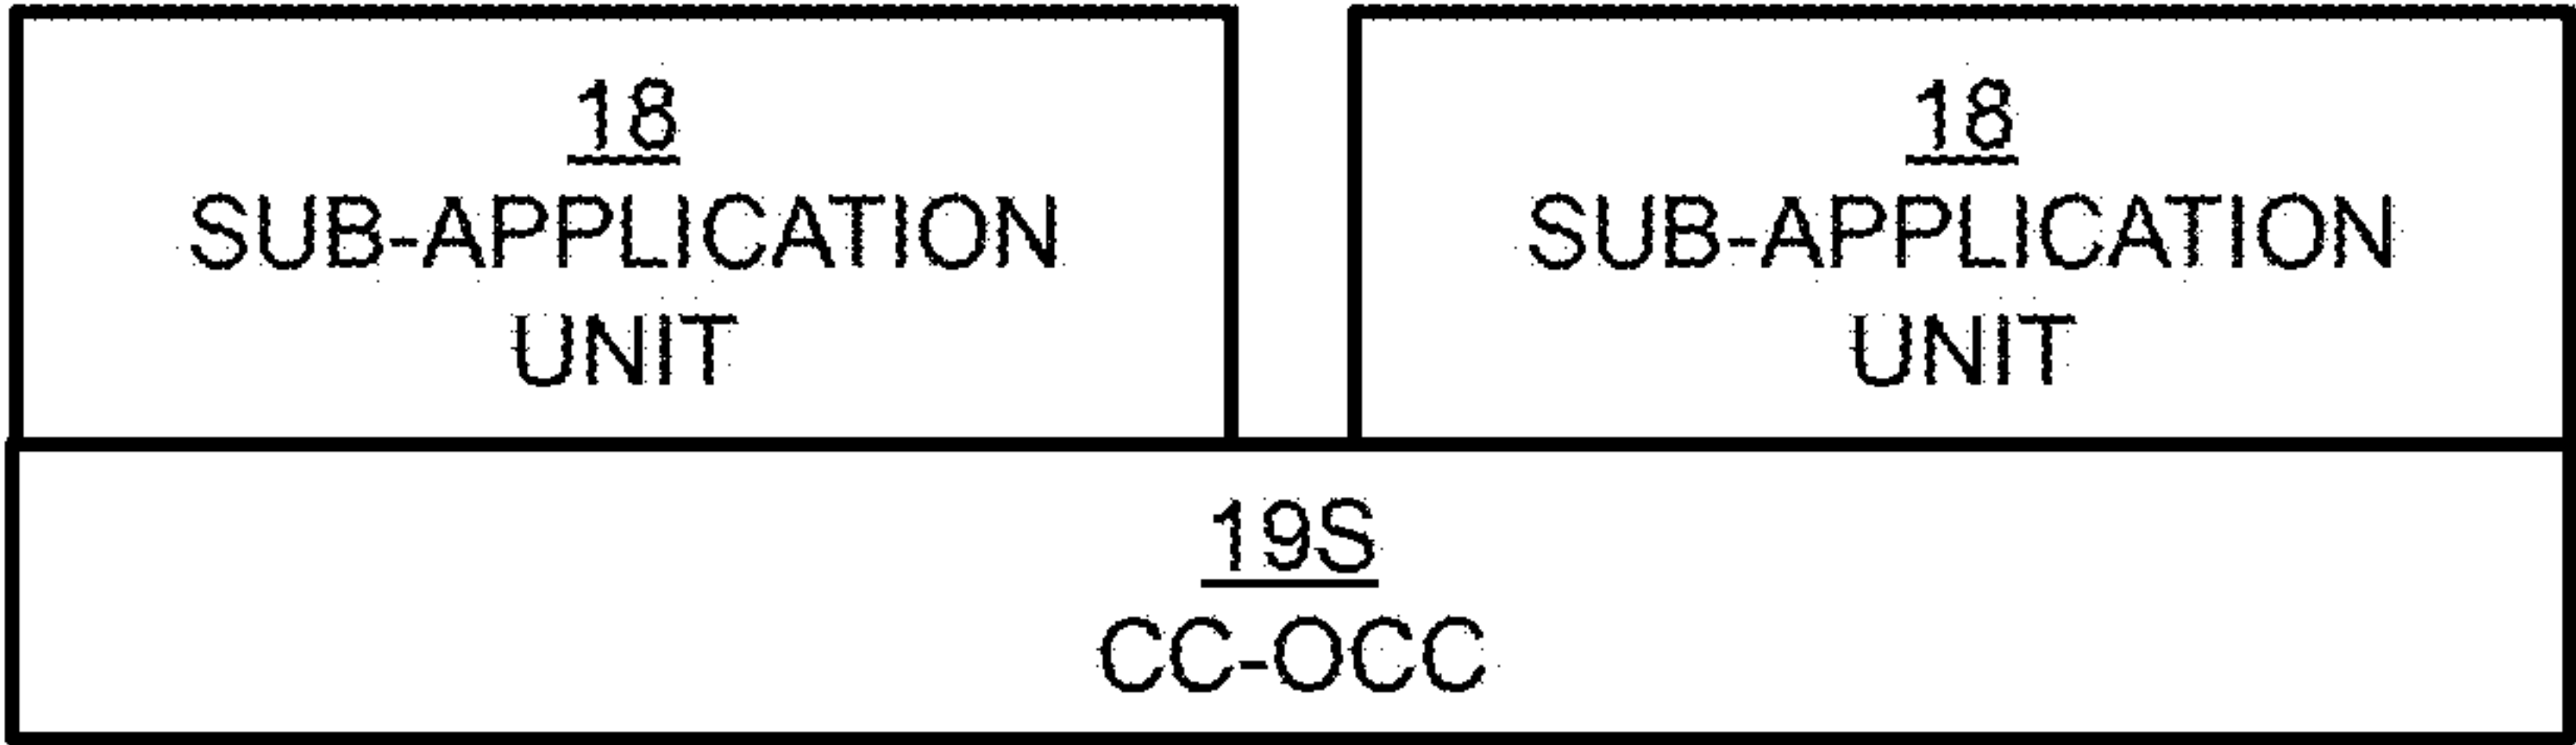 18
SUB-APPLICATION
UNIT
18
SUB-APPLICATION
UNIT
19S
CC-OCC